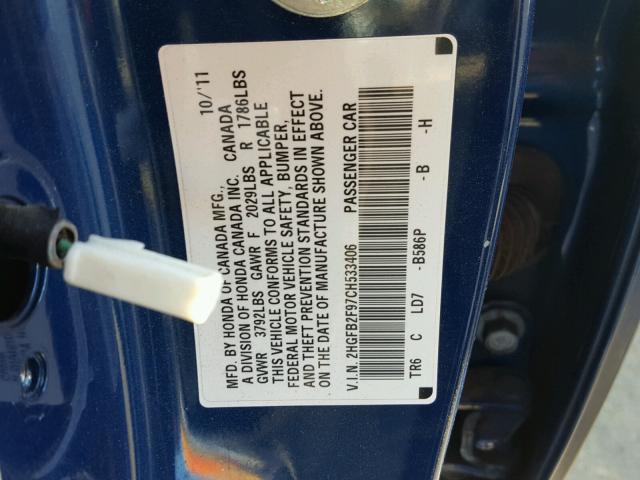 MFD. BY HONDA OF CANADA MFG., 10/'11
A DIVISION OF HONDA CANADA INC. CANADA
GVWR 3792LBS GAWR F 2029LBS R 1786LBS
THIS VEHICLE CONFORMS TO ALL APPLICABLE
FEDERAL MOTOR VEHICLE SAFETY, BUMPER,
AND THEFT PREVENTION STANDARDS IN EFFECT
ON THE DATE OF MANUFACTURE SHOWN ABOVE.
V.I.N. 2HGFB2F97CH533406 PASSENGER CAR
TR6 C LD7 -B586P -B -H